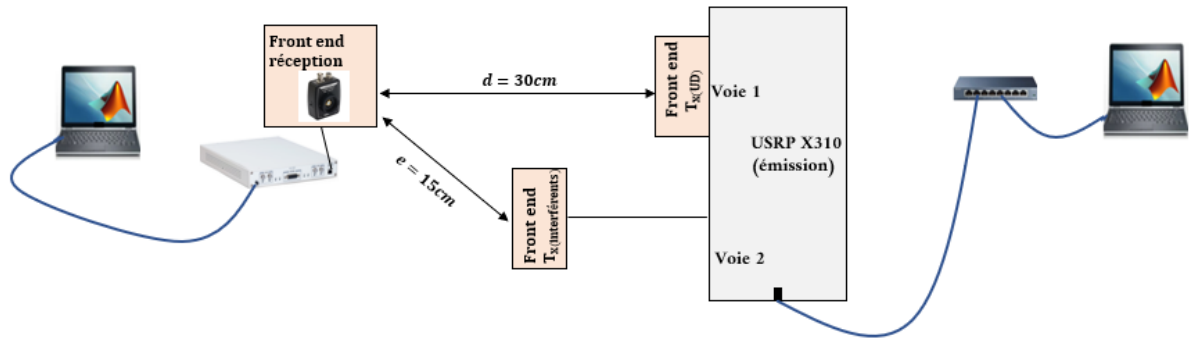 Front end
réception
d = 30cm
Front end
Tx(UD)
Voie 1
USRP X310
(émission)
e = 15cm
Front end
Tx(Interférents)
Voie 2